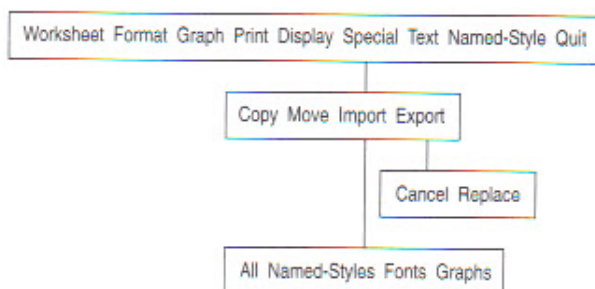 Worksheet Format Graph Print Display Special Text Named-Style Quit
Copy Move Import Export
Cancel Replace
All Named-Styles Fonts Graphs